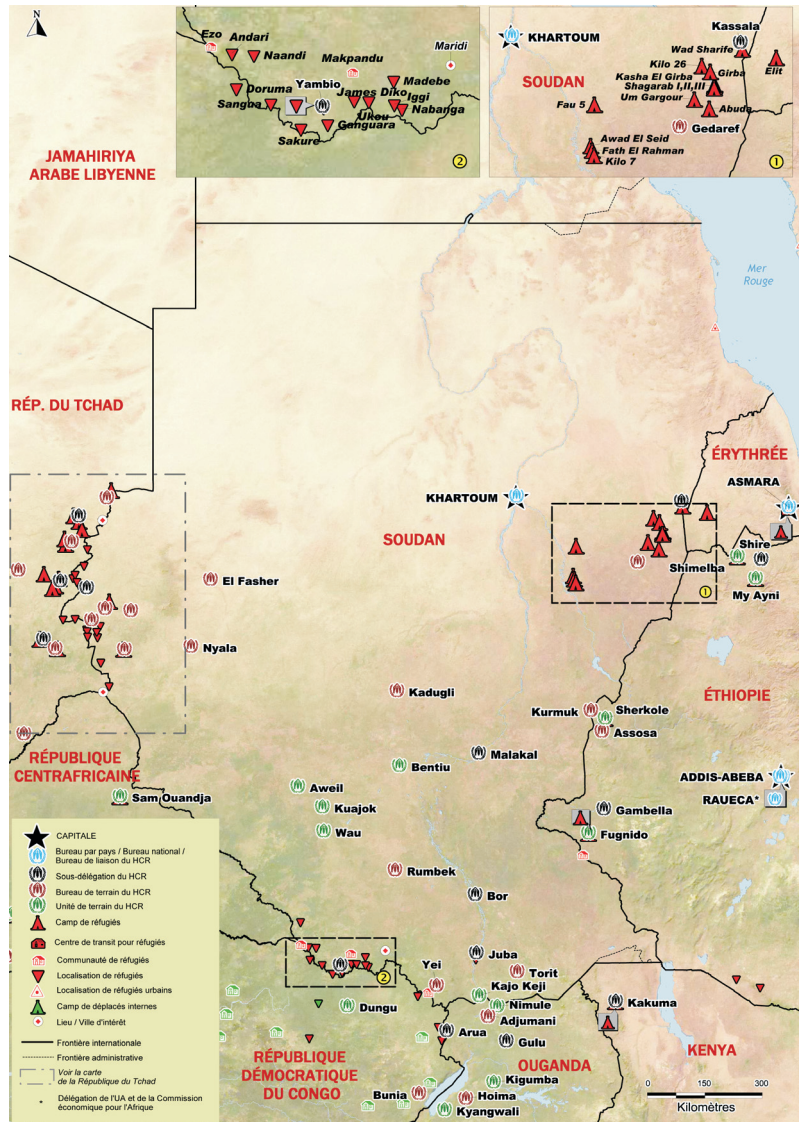 N
Ezo
Andari
Naandi
Makpandu
Maridi
Doruma
Yambio
Madebe
Sangba
James Diko
Iggi
Ukou
Nabanga
Ganguara
Sakure
2
KHARTOUM
Kassala
Wad Sharife
Elit
SOUDAN
Kilo 26
Girba
Kasha El Girba
Shagarab I,II,III
Um Gargour
Fau 5
Abuda
Gedaref
Awad El Seid
Fath El Rahman
Kilo 7
1
JAMAHIRIYA
ARABE LIBYENNE
Mer
Rouge
RÉP. DU TCHAD
ÉRYTHRÉE
ASMARA
KHARTOUM
SOUDAN
Shire
Shimelba
My Ayni
1
El Fasher
Nyala
Kadugli
ÉTHIOPIE
Kurmuk
Sherkole
Assosa
RÉPUBLIQUE
CENTRAFRICAINE
Malakal
Bentiu
ADDIS-ABEBA
RAUECA*
Sam Ouandja
Aweil
Kuajok
Wau
Gambella
Fugnido
Rumbek
Bor
Juba
Yei
Torit
2
Kajo Keji
Nimule
Adjumani
Dungu
Arua
Gulu
Kakuma
RÉPUBLIQUE
DÉMOCRATIQUE
DU CONGO
OUGANDA
KENYA
Kigumba
Bunia
Hoima
Kyangwali
0 150 300
Kilomètres
CAPITALE
Bureau par pays / Bureau national /
Bureau de liaison du HCR
Sous-délégation du HCR
Bureau de terrain du HCR
Unité de terrain du HCR
Camp de réfugiés
Centre de transit pour réfugiés
Communauté de réfugiés
Localisation de réfugiés
Localisation de réfugiés urbains
Camp de déplacés internes
Lieu / Ville d'intérêt
Frontière internationale
Frontière administrative
Voir la carte
de la République du Tchad
* Délégation de l'UA et de la Commission
économique pour l'Afrique